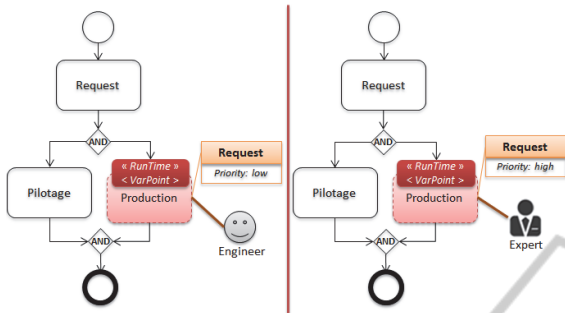 Request
AND
« RunTime »
< VarPoint >
Request
Priority: low
Pilotage
Production
Engineer
AND
Request
AND
« RunTime »
< VarPoint >
Request
Priority: high
Pilotage
Production
Expert
AND